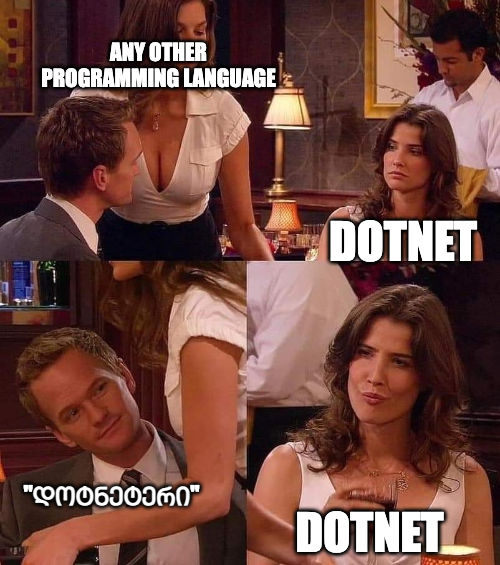 ANY OTHER
PROGRAMMING LANGUAGE
DOTNET
"დოტნეტერი"
DOTNET